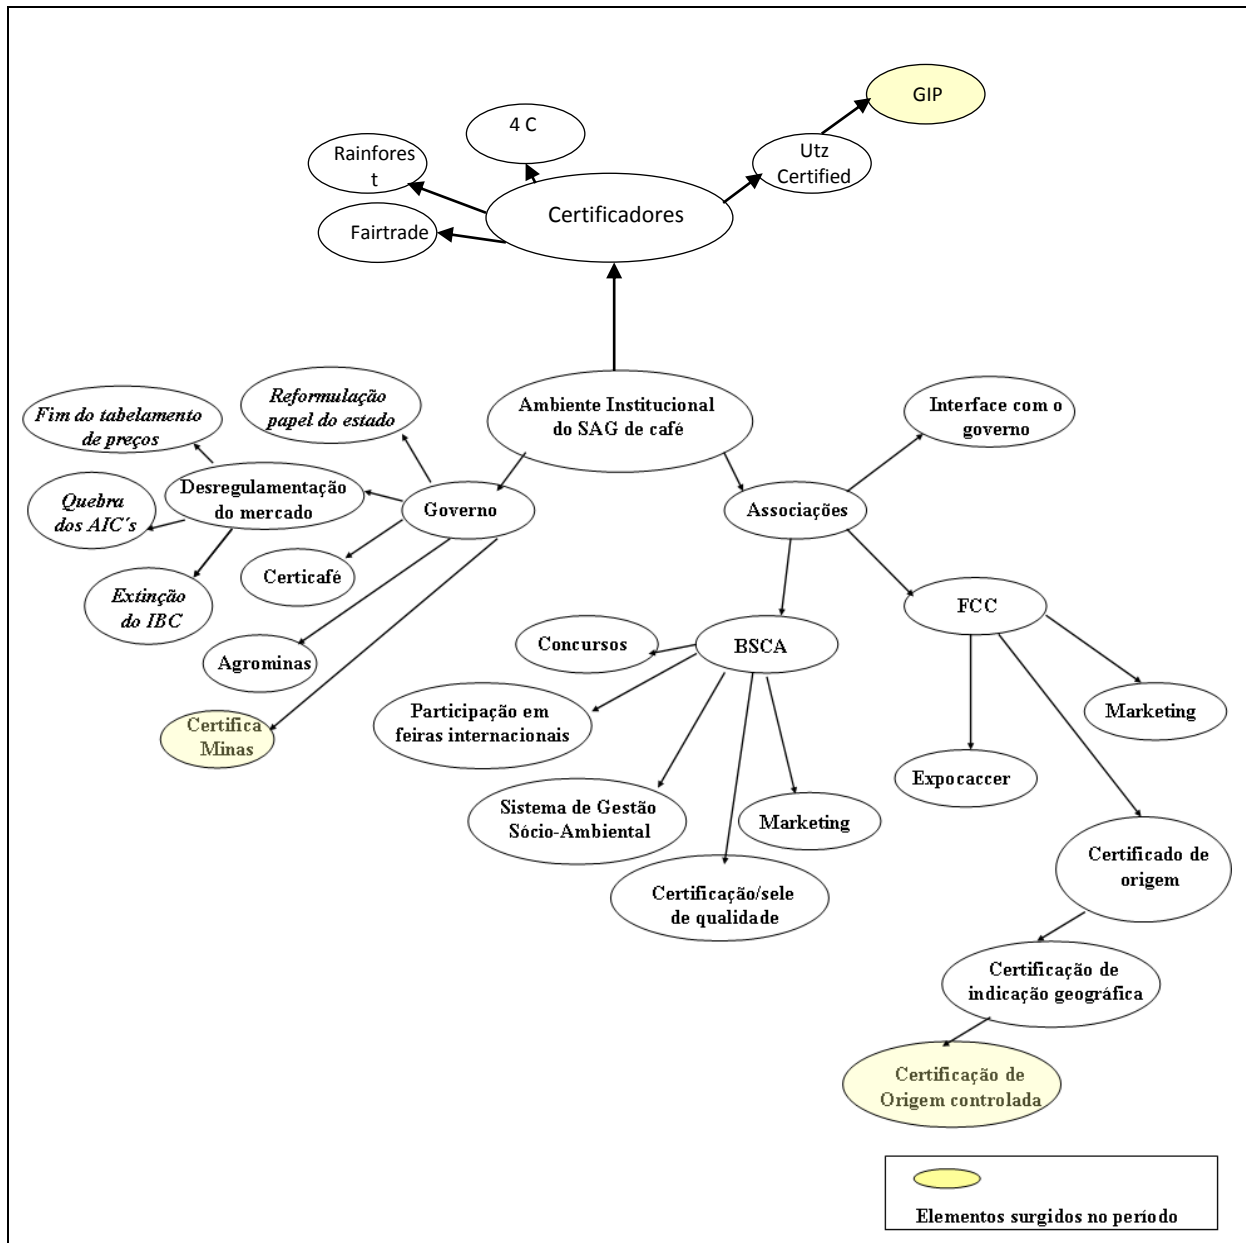 GIP
4 C
Rainfores
t
Utz
Certified
Certificadores
Fairtrade
Ambiente Institucional
do SAG de café
Reformulação
papel do estado
Fim do tabelamento
de preços
Interface com o
governo
Desregulamentação
do mercado
Quebra
dos AIC´s
Governo
Associações
Certicafé
Extinção
do IBC
FCC
Concursos
BSCA
Agrominas
Participação em
feiras internacionais
Marketing
Certifica
Minas
Expocaccer
Sistema de Gestão
Sócio-Ambiental
Marketing
Certificado de
origem
Certificação/sele
de qualidade
Certificação de
indicação geográfica
Certificação de
Origem controlada
Elementos surgidos no período